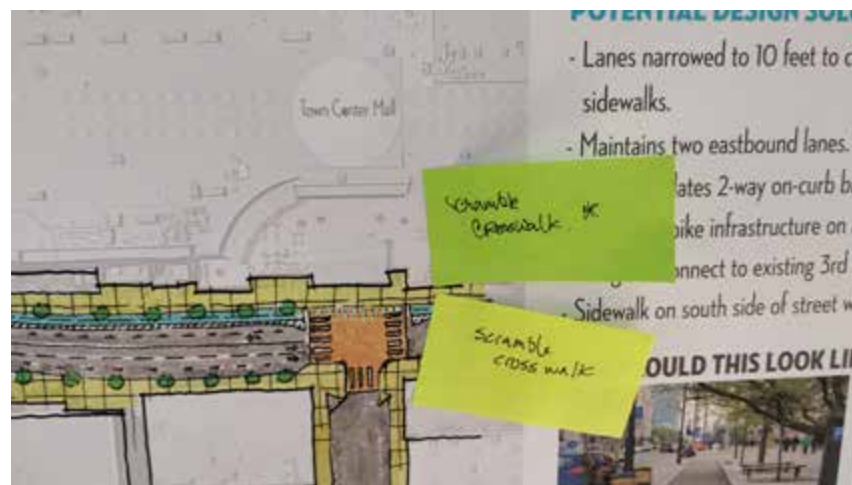 Town Center Mall
Scramble
Crosswalk
Scramble
cross walk
POTENTIAL DESIGN SOLU
- Lanes narrowed to 10 feet to c
sidewalks.
- Maintains two eastbound lanes.
lates 2-way on-curb b
bike infrastructure on
onnect to existing 3rd
- Sidewalk on south side of street w
OULD THIS LOOK LI